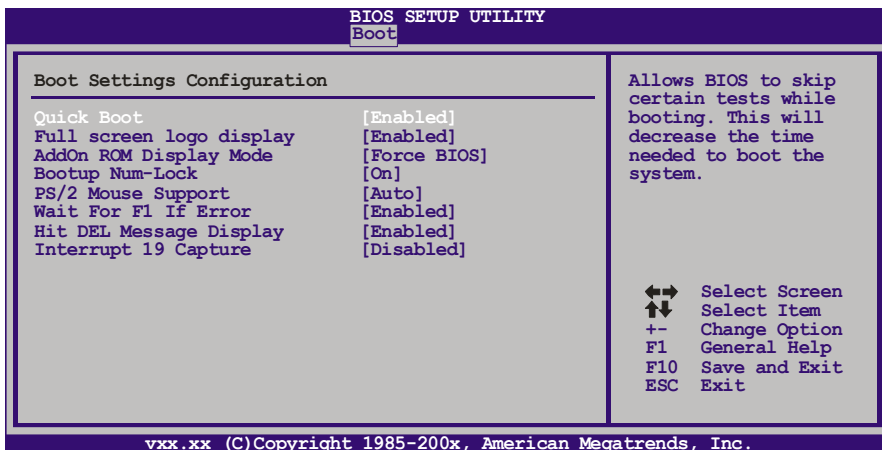 BIOS SETUP UTILITY
Boot
Boot Settings Configuration
Quick Boot [Enabled]
Full screen logo display [Enabled]
AddOn ROM Display Mode [Force BIOS]
Bootup Num-Lock [On]
PS/2 Mouse Support [Auto]
Wait For F1 If Error [Enabled]
Hit DEL Message Display [Enabled]
Interrupt 19 Capture [Disabled]
Allows BIOS to skip
certain tests while
booting. This will
decrease the time
needed to boot the
system.
Select Screen
Select Item
+- Change Option
F1 General Help
F10 Save and Exit
ESC Exit
vxx.xx (C)Copyright 1985-200x, American Megatrends, Inc.